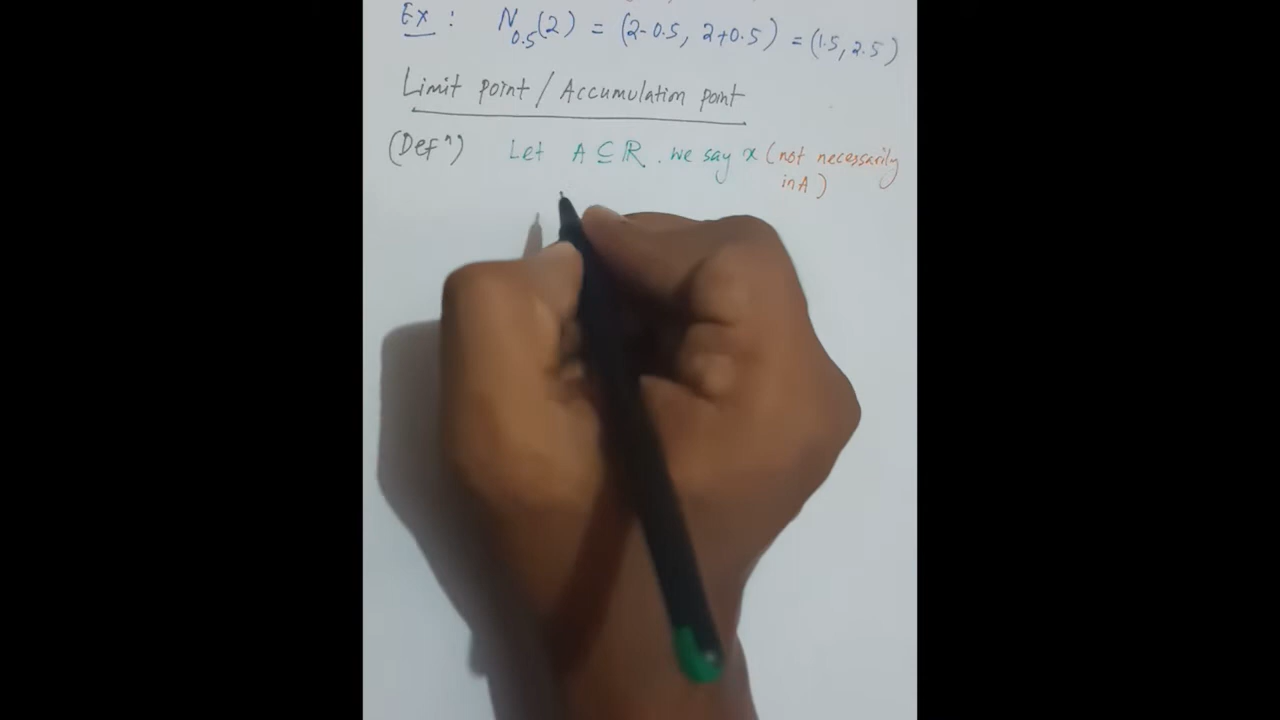 Ex : N0.5(2) = (2-0.5, 2+0.5) = (1.5, 2.5)
Limit point / Accumulation point
(Defⁿ) Let A ⊆ ℝ. we say x (not necessarily
in A)